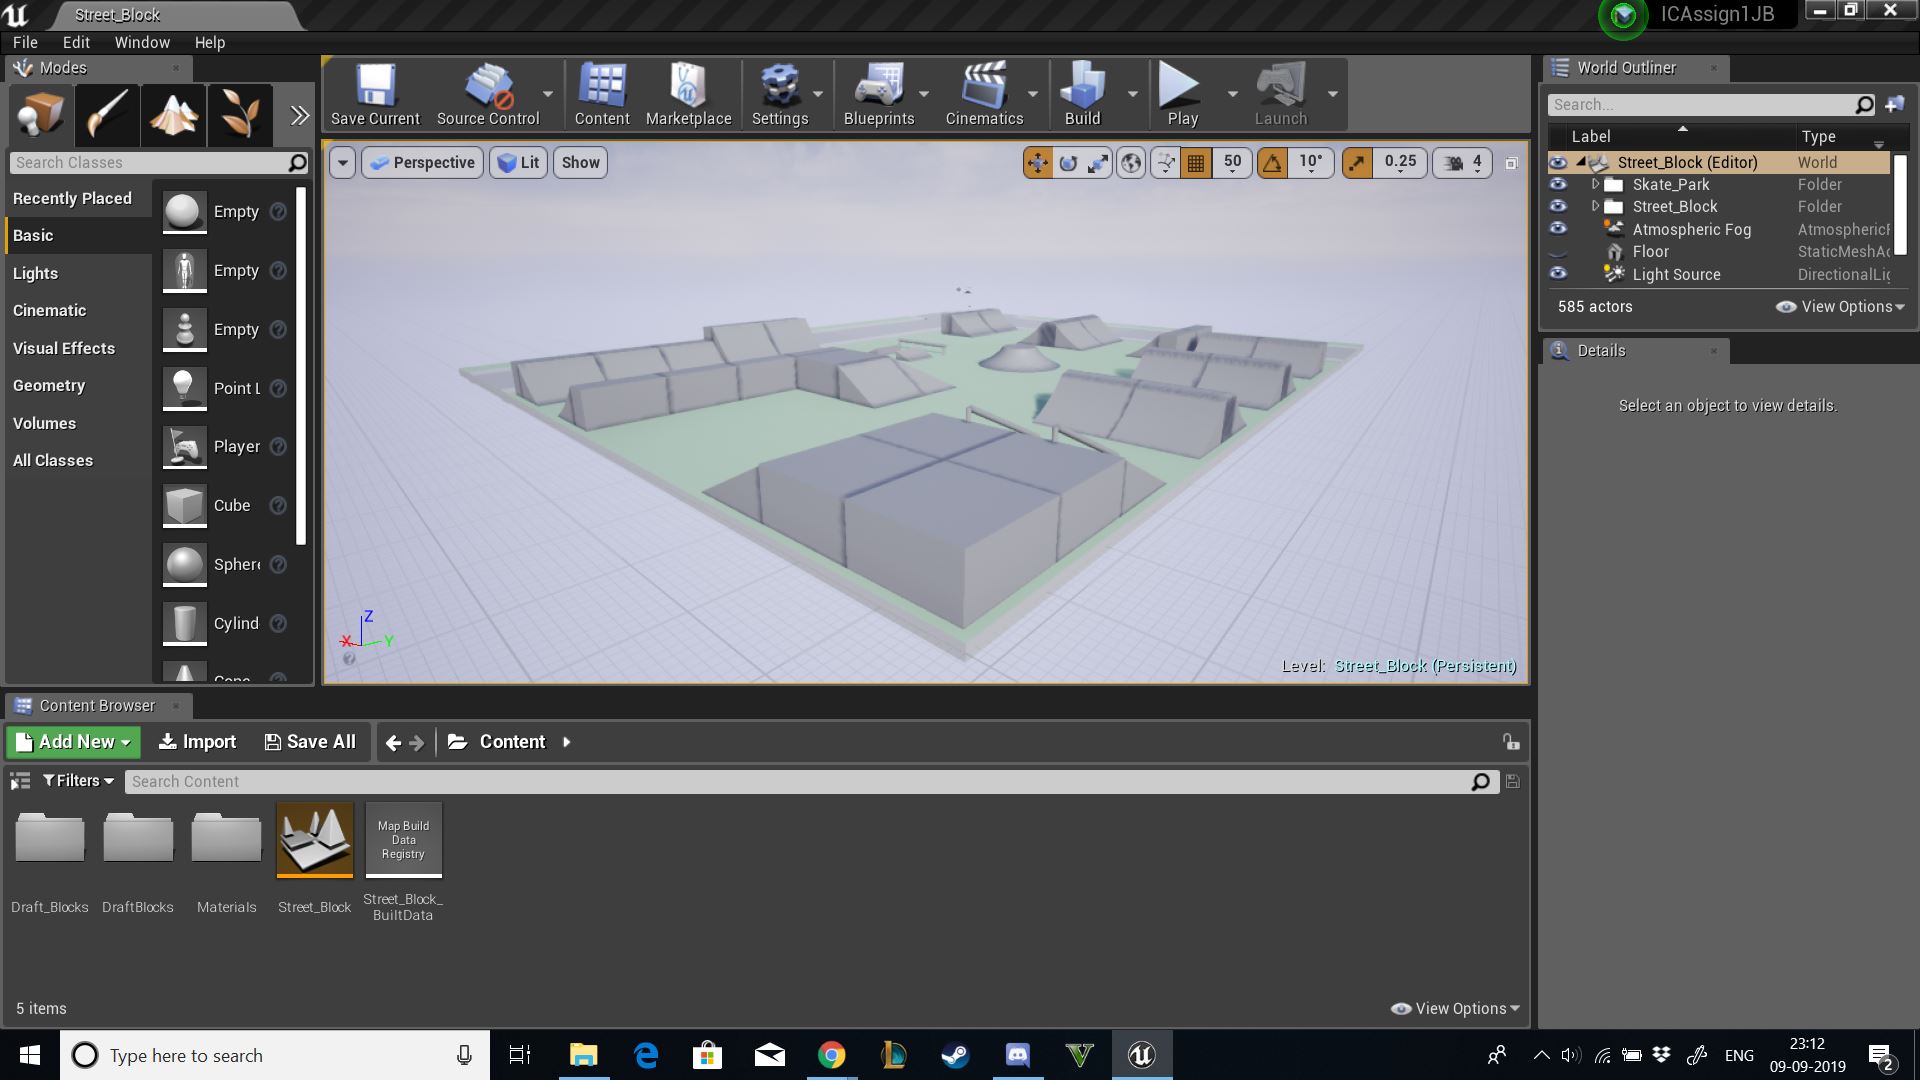 Street_Block
ICAssign1JB
File Edit Window Help
Modes
Search Classes
Recently Placed
Basic
Lights
Cinematic
Visual Effects
Geometry
Volumes
All Classes
Empty
Empty
Empty
Point L
Player
Cube
Sphere
Cylind
Cone
Save Current
Source Control
Content
Marketplace
Settings
Blueprints
Cinematics
Build
Play
Launch
Perspective
Lit
Show
50
10°
0.25
4
Z
X
Y
Level: Street_Block (Persistent)
World Outliner
Search...
Label Type
Street_Block (Editor) World
Skate_Park Folder
Street_Block Folder
Atmospheric Fog Atmospheric
Floor StaticMeshAc
Light Source DirectionalLig
585 actors
View Options
Details
Select an object to view details.
Content Browser
Add New
Import
Save All
Content
Filters
Search Content
Map Build
Data
Registry
Draft_Blocks
DraftBlocks
Materials
Street_Block
Street_Block_
BuiltData
5 items
View Options
Type here to search
ENG
23:12
09-09-2019
2